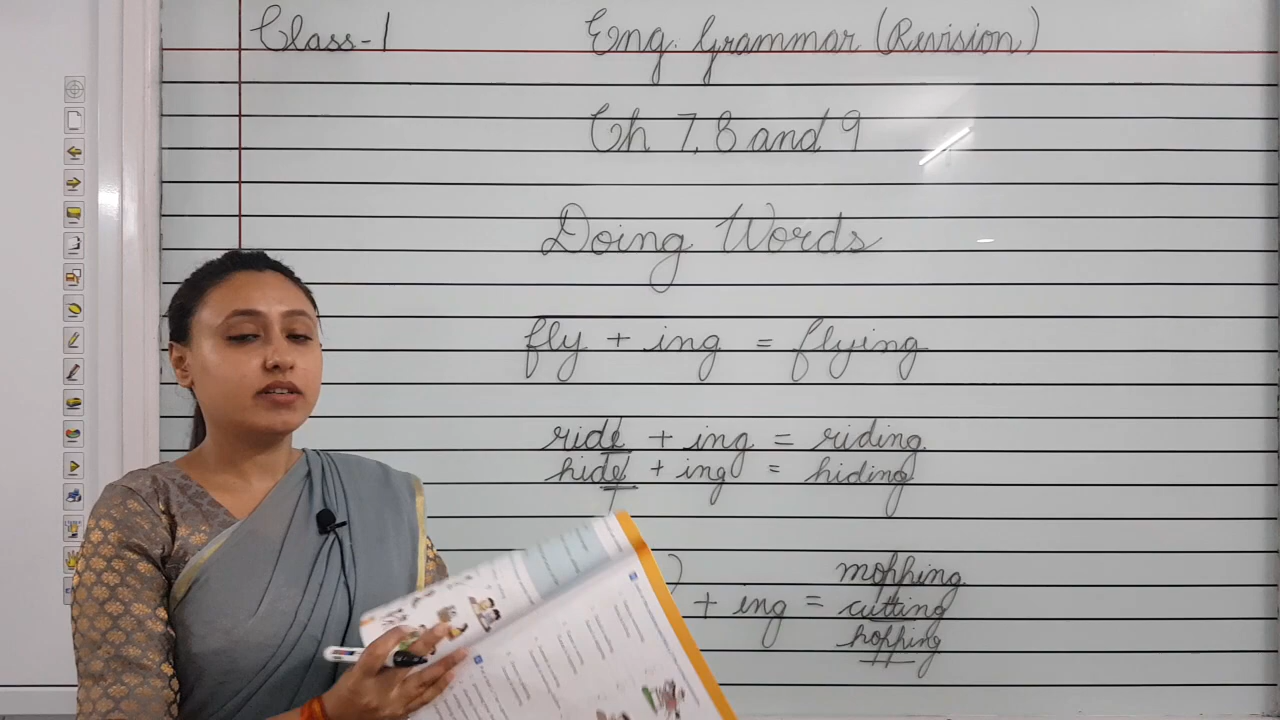 Class-1
Eng. Grammar (Revision)
Ch 7, 8 and 9
Doing Words
fly + ing = flying
ride + ing = riding
hide + ing = hiding
mopping
+ ing = cutting
hopping